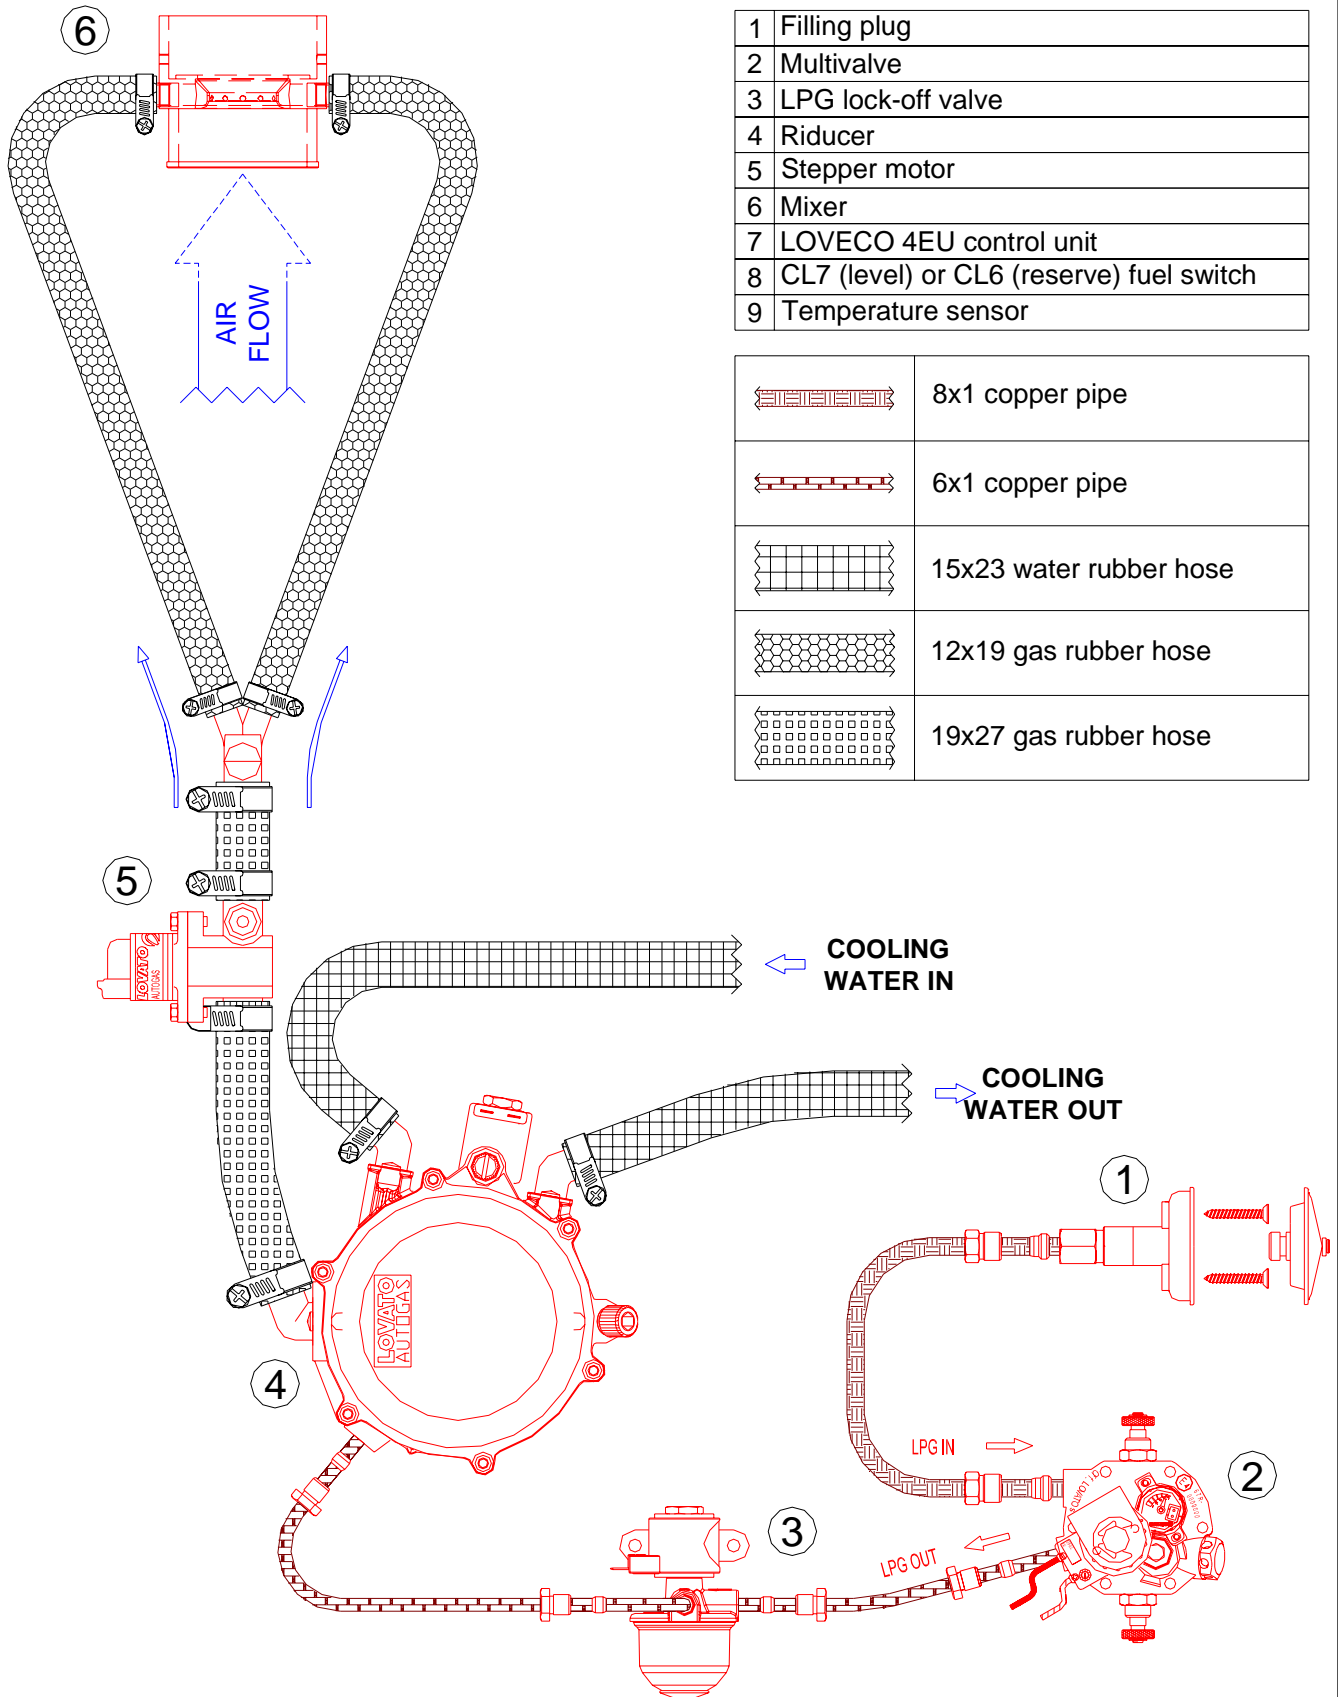 6
1 Filling plug
2 Multivalve
3 LPG lock-off valve
4 Riducer
5 Stepper motor
6 Mixer
7 LOVECO 4EU control unit
8 CL7 (level) or CL6 (reserve) fuel switch
9 Temperature sensor
8x1 copper pipe
6x1 copper pipe
15x23 water rubber hose
12x19 gas rubber hose
19x27 gas rubber hose
AIR
FLOW
5
LOVATO
AUTOGAS
COOLING
WATER IN
COOLING
WATER OUT
1
LOVATO
AUTOGAS
4
LPG IN
2
3
LPG OUT